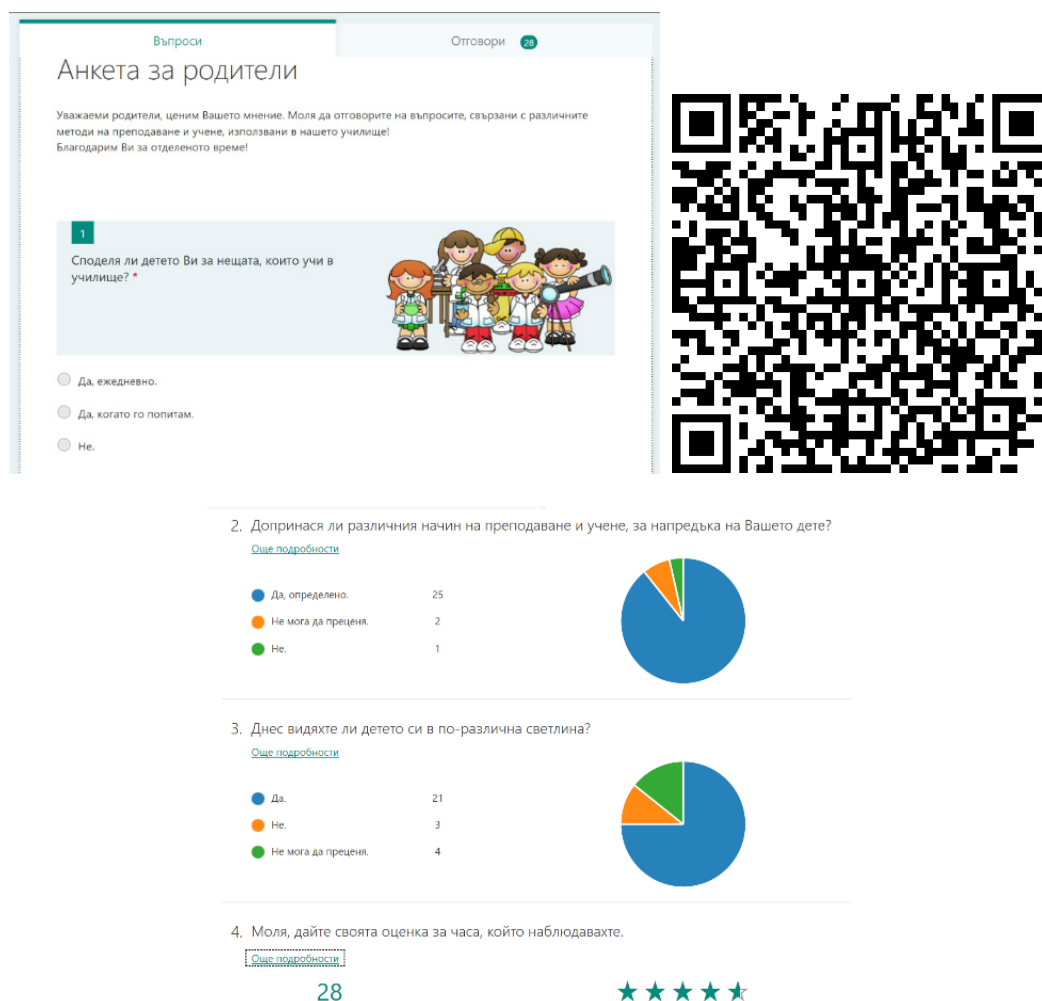 Въпроси
Отговори 28
Анкета за родители
Уважаеми родители, ценим Вашето мнение. Моля да отговорите на въпросите, свързани с различните
методи на преподаване и учене, използвани в нашето училище!
Благодарим Ви за отделеното време!
1
Споделя ли детето Ви за нещата, които учи в
училище? *
Да, ежедневно.
Да, когато го попитам.
Не.
2. Допринася ли различния начин на преподаване и учене, за напредъка на Вашето дете?
Още подробности
Да, определено. 25
Не мога да преценя. 2
Не. 1
3. Днес видяхте ли детето си в по-различна светлина?
Още подробности
Да. 21
Не. 3
Не мога да преценя. 4
4. Моля, дайте своята оценка за часа, който наблюдавахте.
Още подробности
28